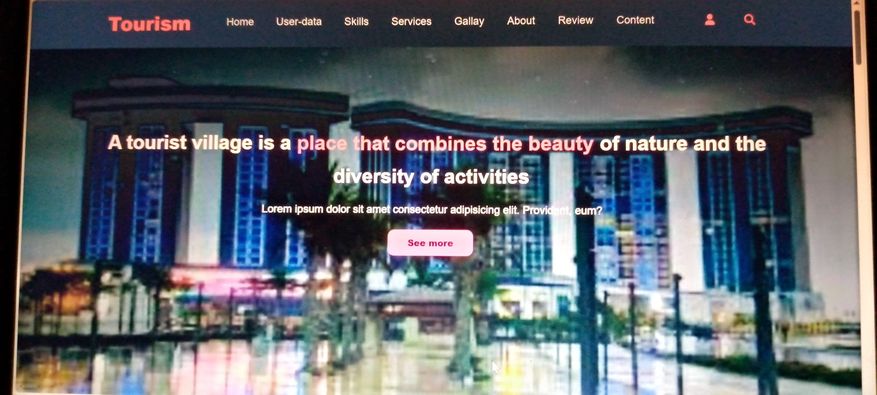 Tourism Home User-data Skills Services Gallay About Review Content
A tourist village is a place that combines the beauty of nature and the
diversity of activities
Lorem ipsum dolor sit amet consectetur adipisicing elit. Provident, eum?
See more